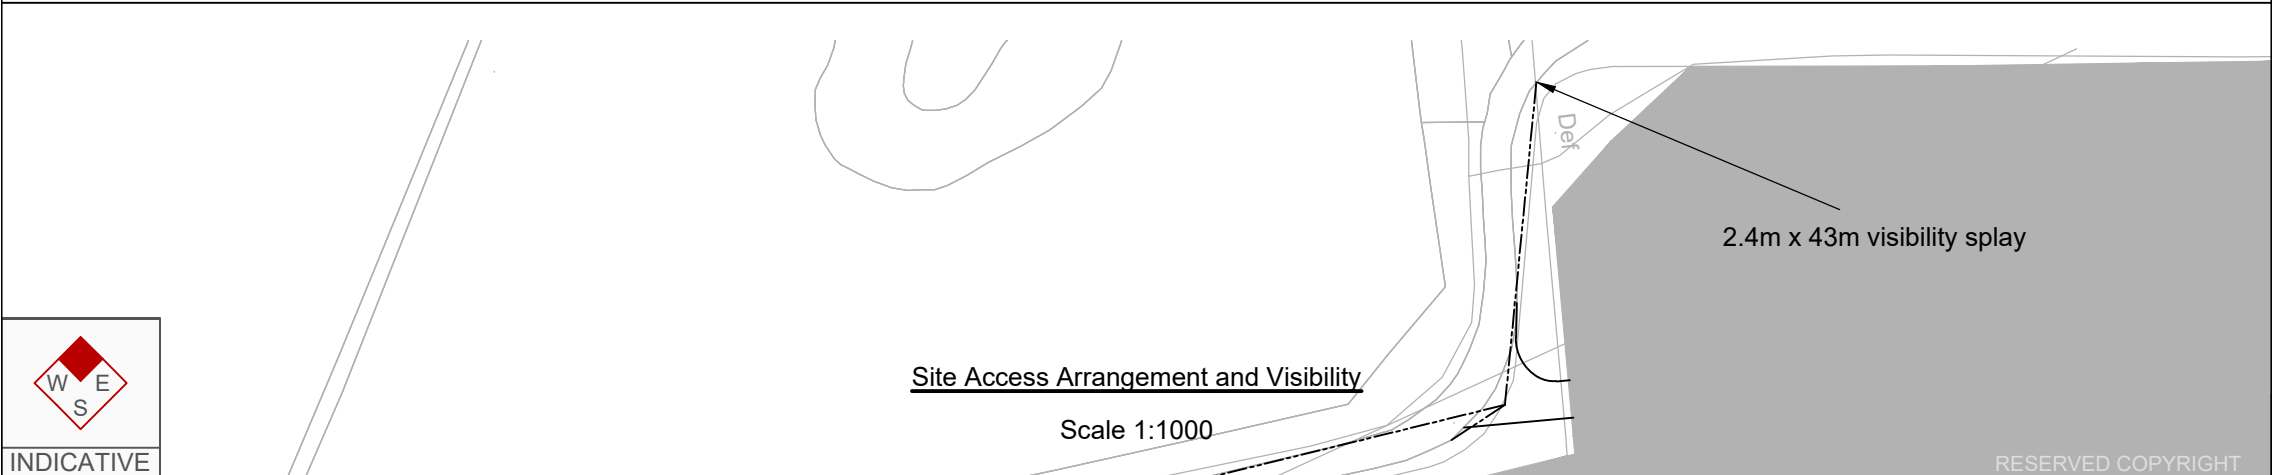 Def
2.4m x 43m visibility splay
Site Access Arrangement and Visibility
Scale 1:1000
W E
S
INDICATIVE
RESERVED COPYRIGHT